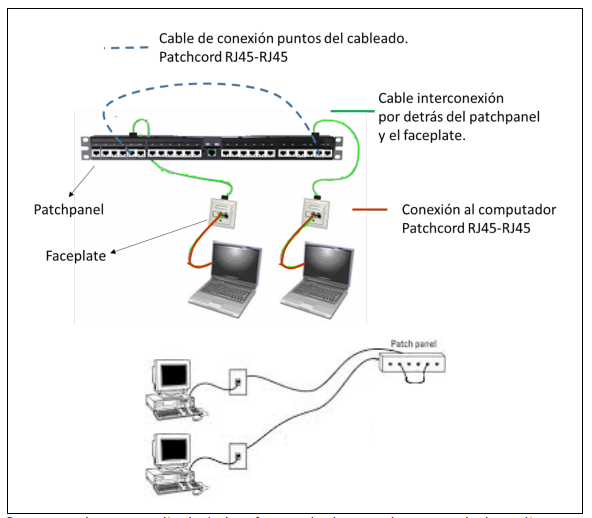 Cable de conexión puntos del cableado.
Patchcord RJ45-RJ45
Cable interconexión
por detrás del patchpanel
y el faceplate.
Patchpanel
Conexión al computador
Patchcord RJ45-RJ45
Faceplate
Patch panel